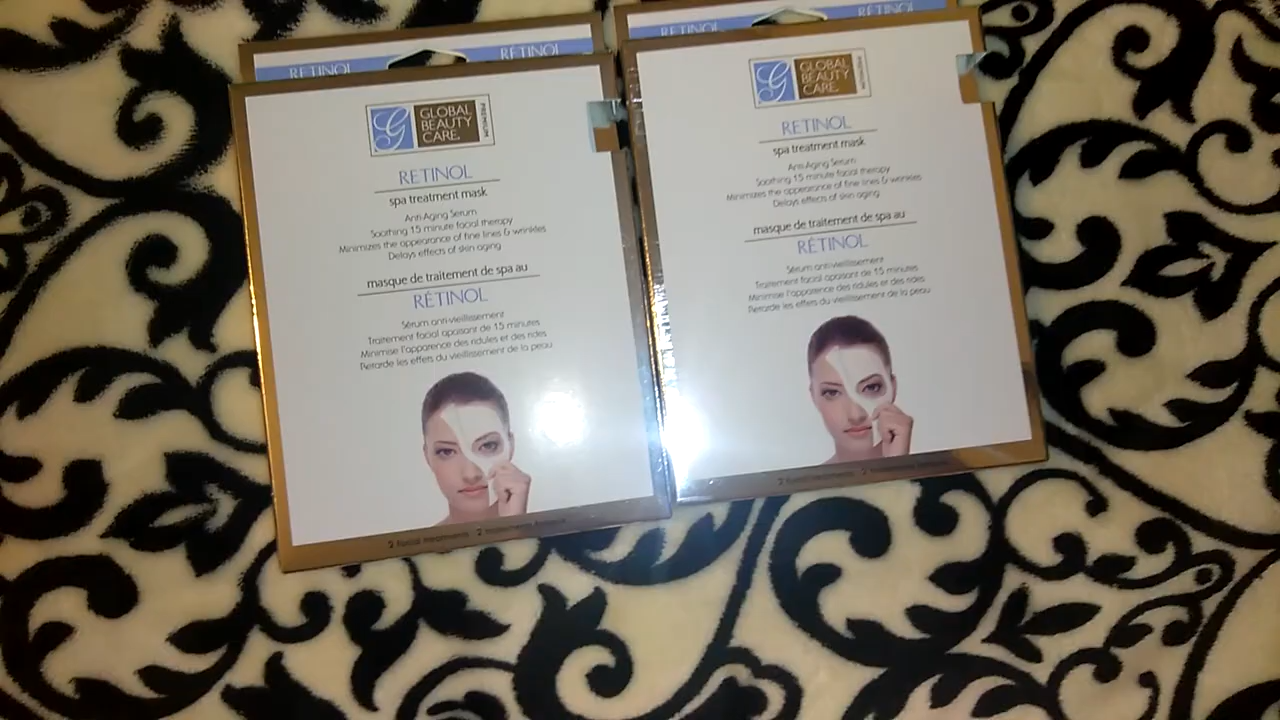 RETINOL
RETINOL
GLOBAL
BEAUTY
CARE.
PREMIUM
RETINOL
spa treatment mask
Anti-Aging Serum
Soothing 15 minute facial therapy
Minimizes the appearance of fine lines & wrinkles
Delays effects of skin aging
masque de traitement de spa au
RÉTINOL
Sérum anti-vieillissement
Traitement facial apaisant de 15 minutes
Minimise l'apparence des ridules et des rides
Retarde les effets du vieillissement de la peau
2 facial treatments
RETINOL
RETINOL
GLOBAL
BEAUTY
CARE.
PREMIUM
RETINOL
spa treatment mask
Anti-Aging Serum
Soothing 15 minute facial therapy
Minimizes the appearance of fine lines & wrinkles
Delays effects of skin aging
masque de traitement de spa au
RÉTINOL
Sérum anti-vieillissement
Traitement facial apaisant de 15 minutes
Minimise l'apparence des ridules et des rides
Retarde les effets du vieillissement de la peau
2 facial treatments